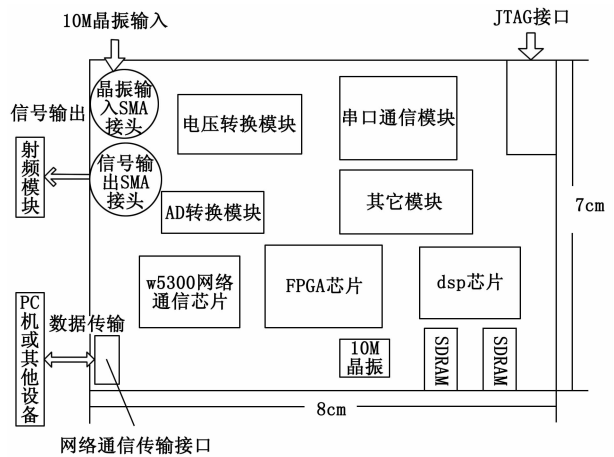 10M晶振输入
JTAG接口
晶振输
入SMA
接头
信号输出
电压转换模块
串口通信模块
射
频
模
块
信号输
出SMA
接头
AD转换模块
其它模块
7cm
w5300网络
通信芯片
FPGA芯片
dsp芯片
PC
机
或
其
他
设
备
数据传输
10M
晶振
SDRAM
SDRAM
8cm
网络通信传输接口